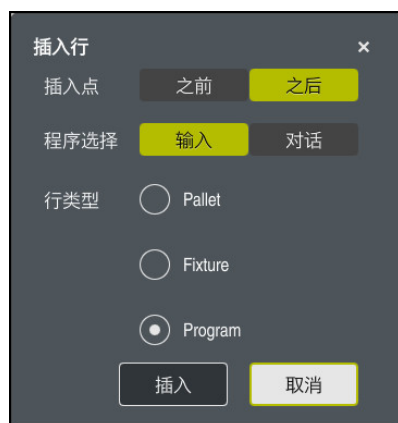 插入行 ×
插入点 之前 之后
程序选择 输入 对话
行类型 Pallet
Fixture
Program
插入 取消